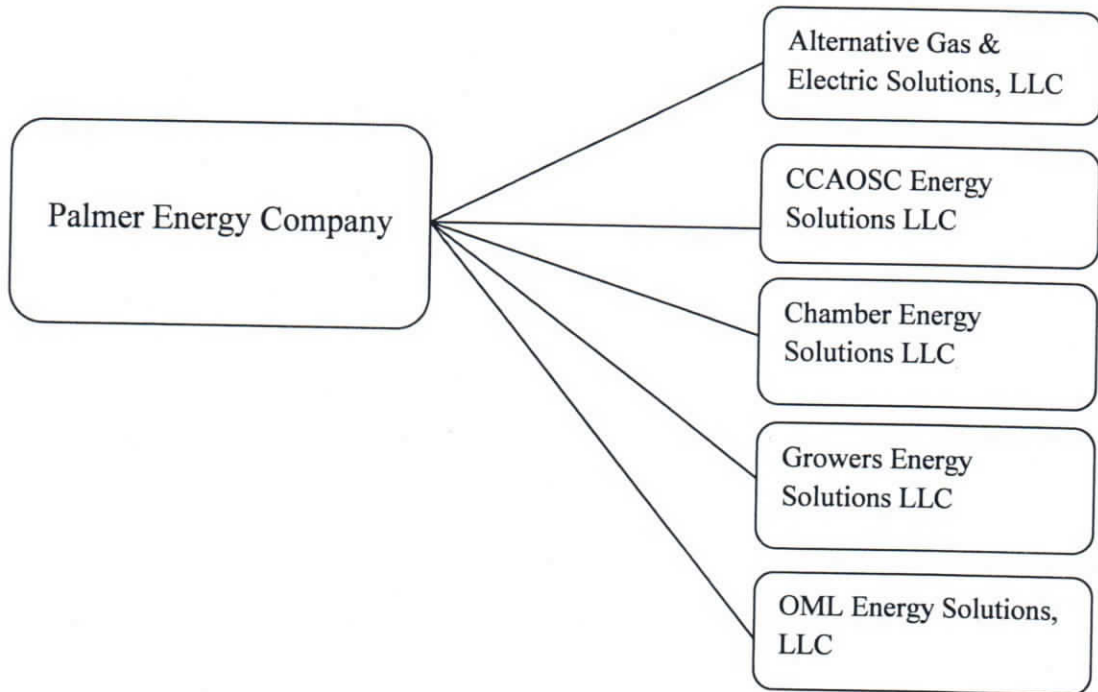 Alternative Gas &
Electric Solutions, LLC
Palmer Energy Company
CCAOSC Energy
Solutions LLC
Chamber Energy
Solutions LLC
Growers Energy
Solutions LLC
OML Energy Solutions,
LLC